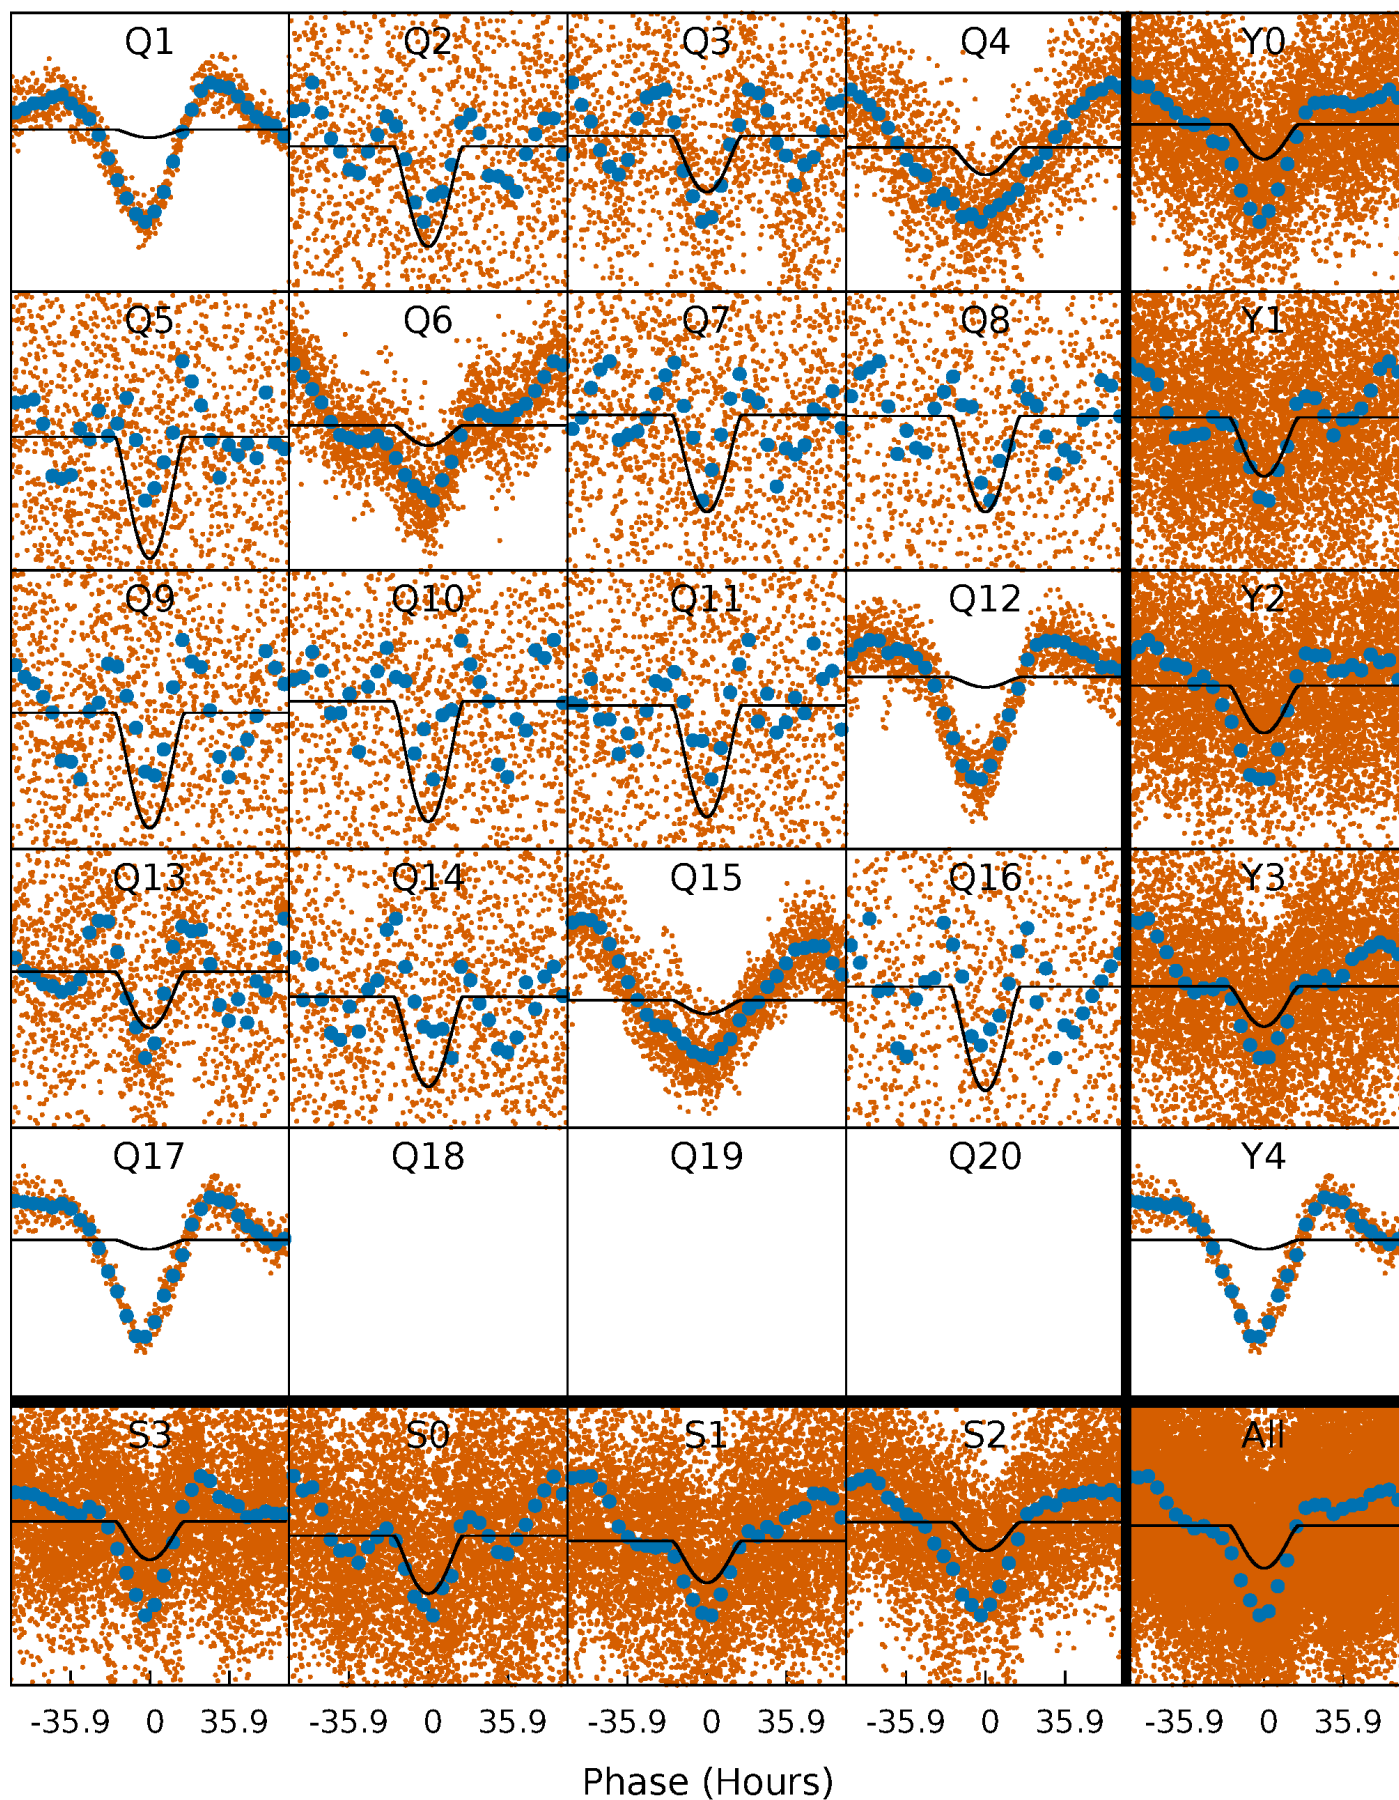 Q1 Q2 Q3 Q4 Y0
Q5 Q6 Q7 Q8 Y1
Q9 Q10 Q11 Q12 Y2
Q13 Q14 Q15 Q16 Y3
Q17 Q18 Q19 Q20 Y4
S3 S0 S1 S2 All
-35.9 0 35.9 -35.9 0 35.9 -35.9 0 35.9 -35.9 0 35.9 -35.9 0 35.9
Phase (Hours)